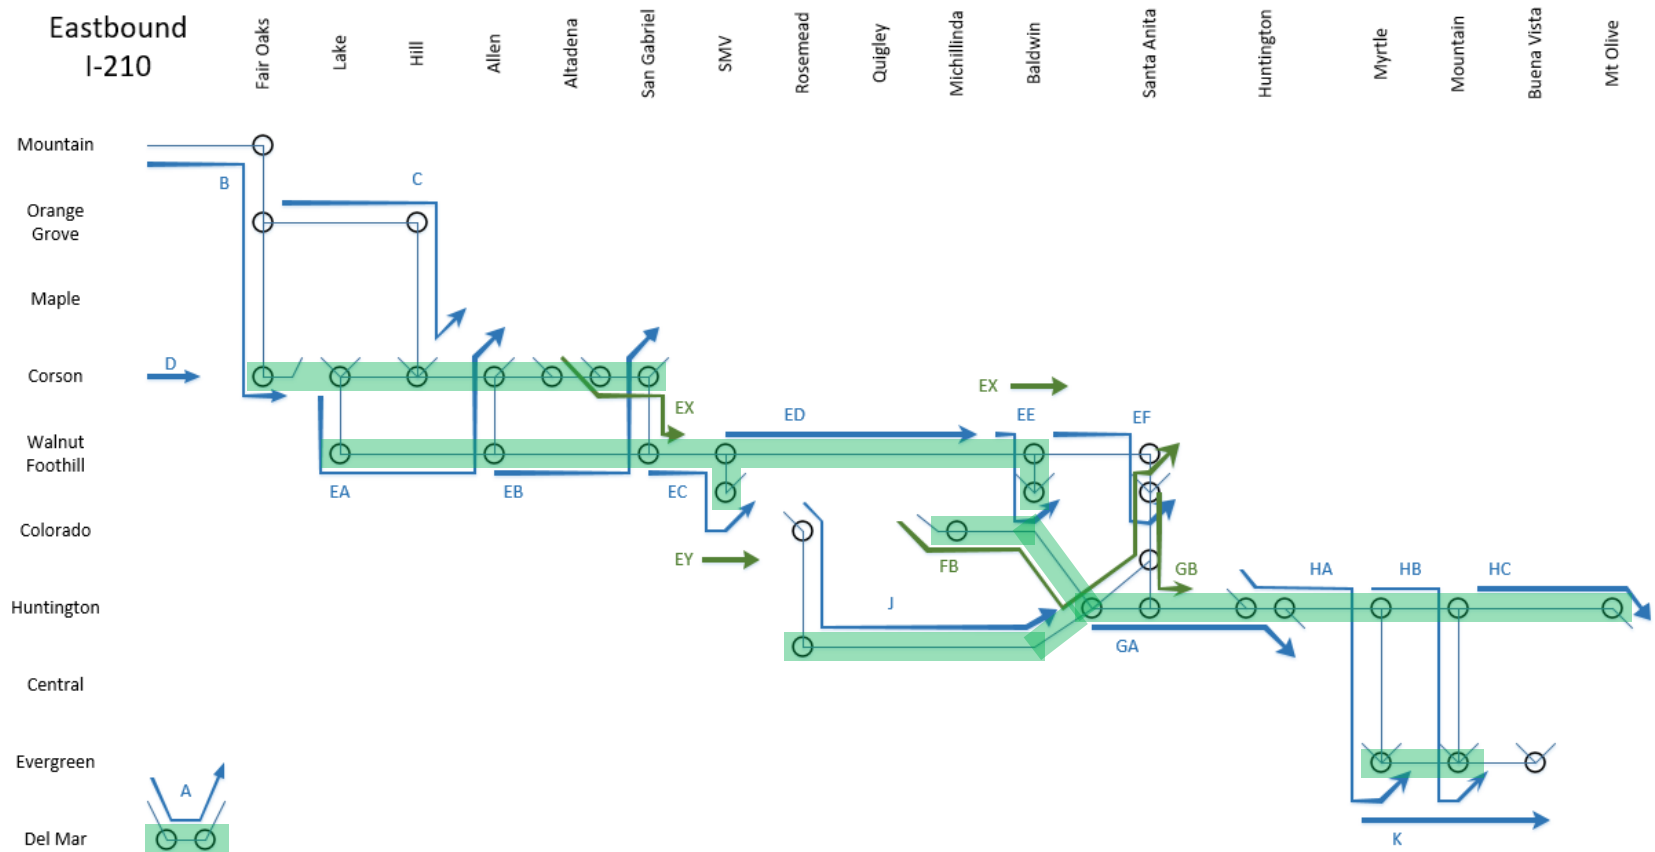 Eastbound
I-210
Fair Oaks
Lake
Hill
Allen
Altadena
San Gabriel
SMV
Rosemead
Quigley
Michillinda
Baldwin
Santa Anita
Huntington
Myrtle
Mountain
Buena Vista
Mt Olive
Mountain
B
C
Orange
Grove
Maple
D
Corson
EX
EX
ED
EE
EF
Walnut
Foothill
EA
EB
EC
Colorado
EY
FB
GB
HA
HB
HC
Huntington
J
GA
Central
Evergreen
A
Del Mar
K